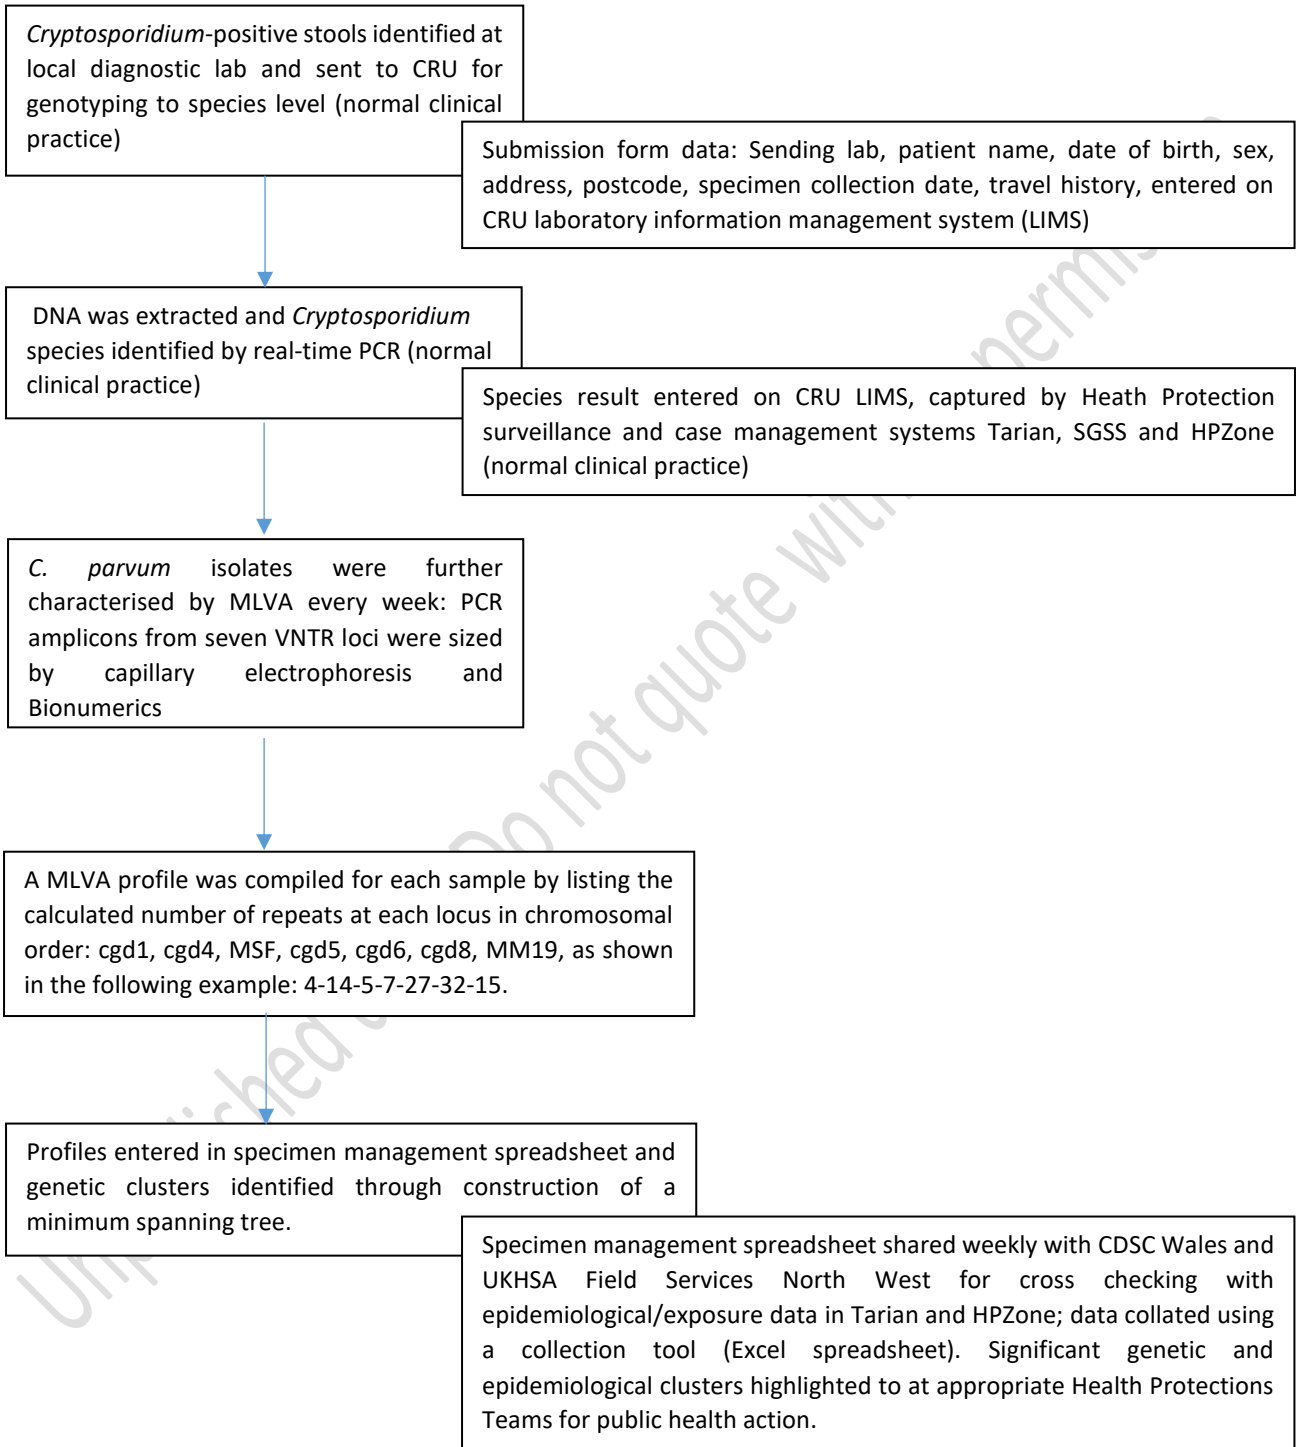 Cryptosporidium-positive stools identified at
local diagnostic lab and sent to CRU for
genotyping to species level (normal clinical
practice)
Submission form data: Sending lab, patient name, date of birth, sex,
address, postcode, specimen collection date, travel history, entered on
CRU laboratory information management system (LIMS)
DNA was extracted and Cryptosporidium
species identified by real-time PCR (normal
clinical practice)
Species result entered on CRU LIMS, captured by Heath Protection
surveillance and case management systems Tarian, SGSS and HPZone
(normal clinical practice)
C. parvum isolates were further
characterised by MLVA every week: PCR
amplicons from seven VNTR loci were sized
by capillary electrophoresis and
Bionumerics
A MLVA profile was compiled for each sample by listing the
calculated number of repeats at each locus in chromosomal
order: cgd1, cgd4, MSF, cgd5, cgd6, cgd8, MM19, as shown
in the following example: 4-14-5-7-27-32-15.
Profiles entered in specimen management spreadsheet and
genetic clusters identified through construction of a
minimum spanning tree.
Specimen management spreadsheet shared weekly with CDSC Wales and
UKHSA Field Services North West for cross checking with
epidemiological/exposure data in Tarian and HPZone; data collated using
a collection tool (Excel spreadsheet). Significant genetic and
epidemiological clusters highlighted to at appropriate Health Protections
Teams for public health action.
Do not quote